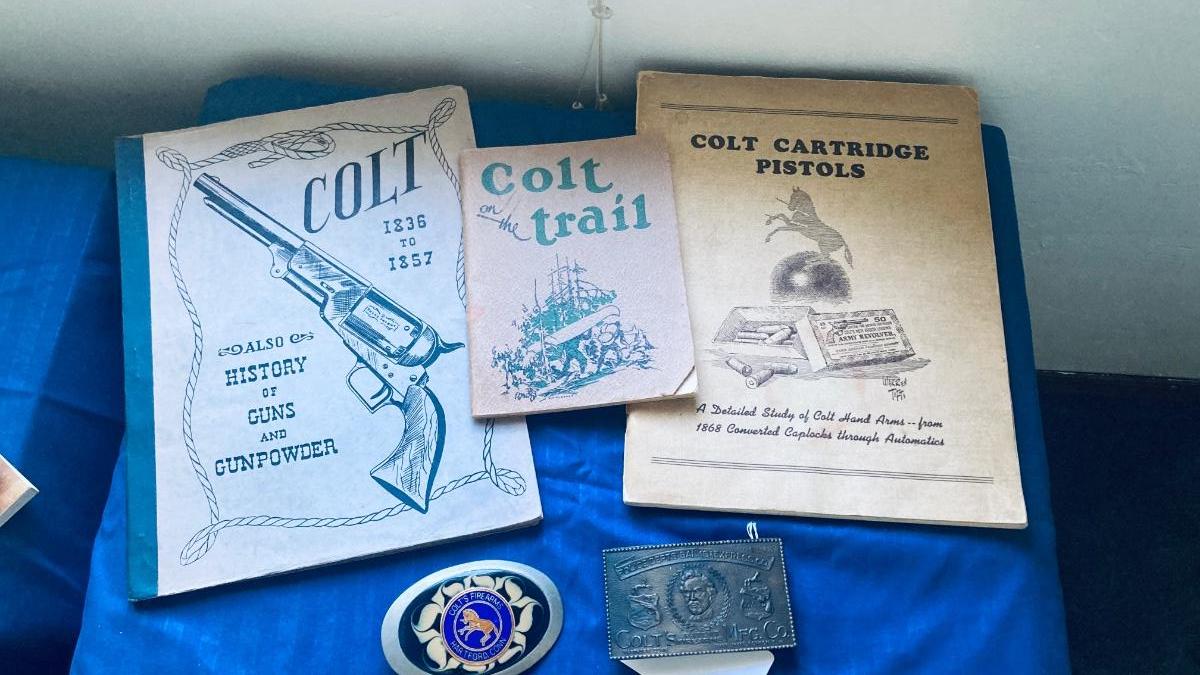 COLT
1836
TO
1857
ALSO
HISTORY
OF
GUNS
AND
GUNPOWDER
Colt
on the
trail
COLT CARTRIDGE
PISTOLS
50
ARMY REVOLVER.
A Detailed Study of Colt Hand Arms -- from
1868 Converted Caplocks through Automatics
COLT'S FIREARMS
HARTFORD, CONN.
COLT'S MFG. CO.